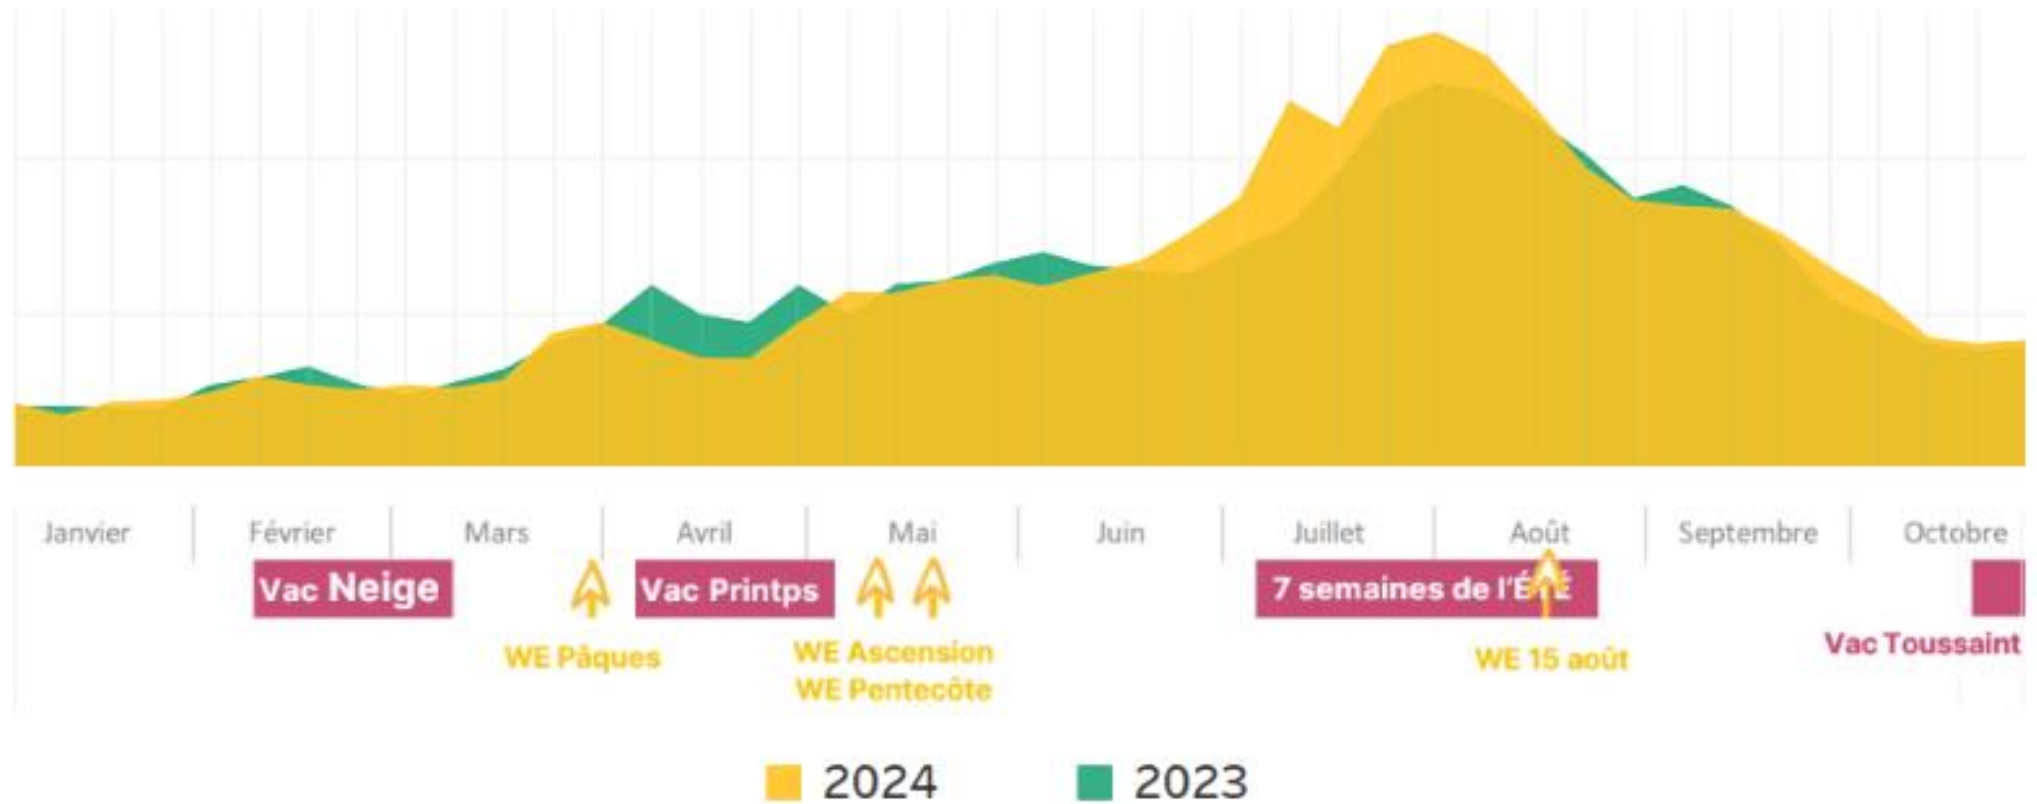 Janvier Février Mars Avril Mai Juin Juillet Août Septembre Octobre
Vac Neige
Vac Printps
7 semaines de l'ÉTÉ
WE Pâques
WE Ascension
WE Pentecôte
WE 15 août
Vac Toussaint
2024
2023